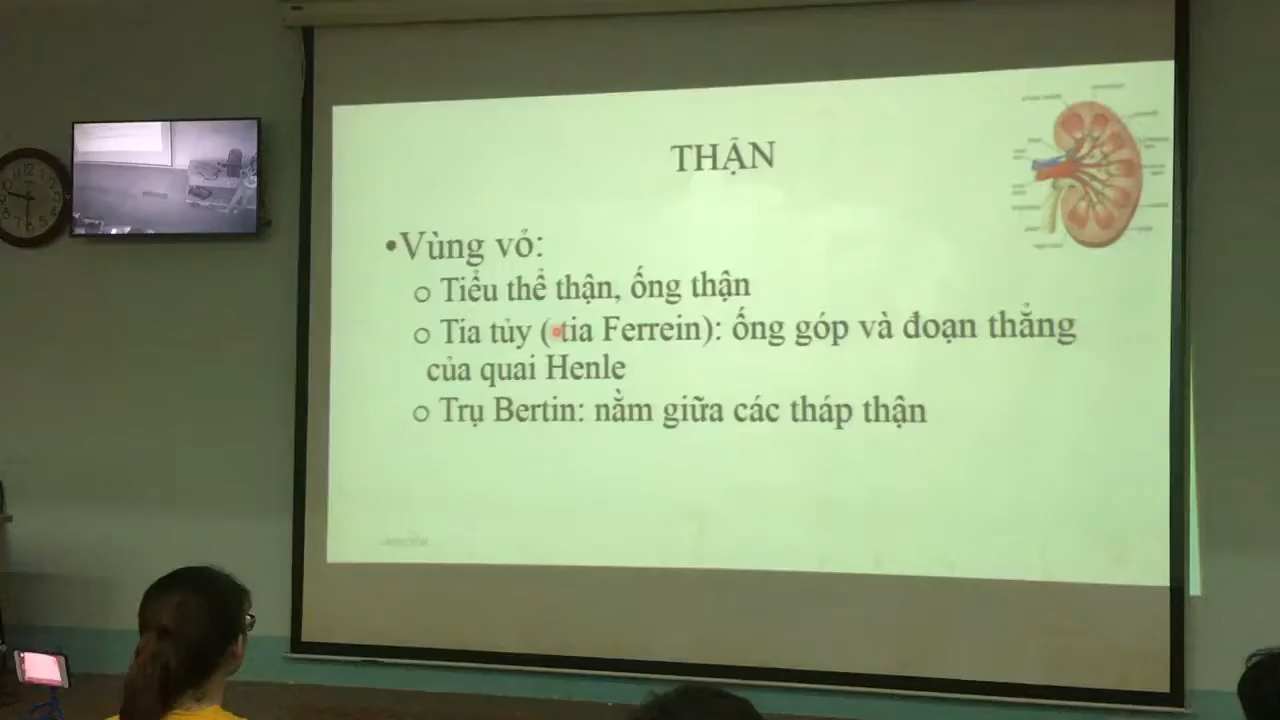 THẬN
•Vùng vỏ:
o Tiểu thể thận, ống thận
o Tia tủy ( tia Ferrein): ống góp và đoạn thẳng
của quai Henle
o Trụ Bertin: nằm giữa các tháp thận